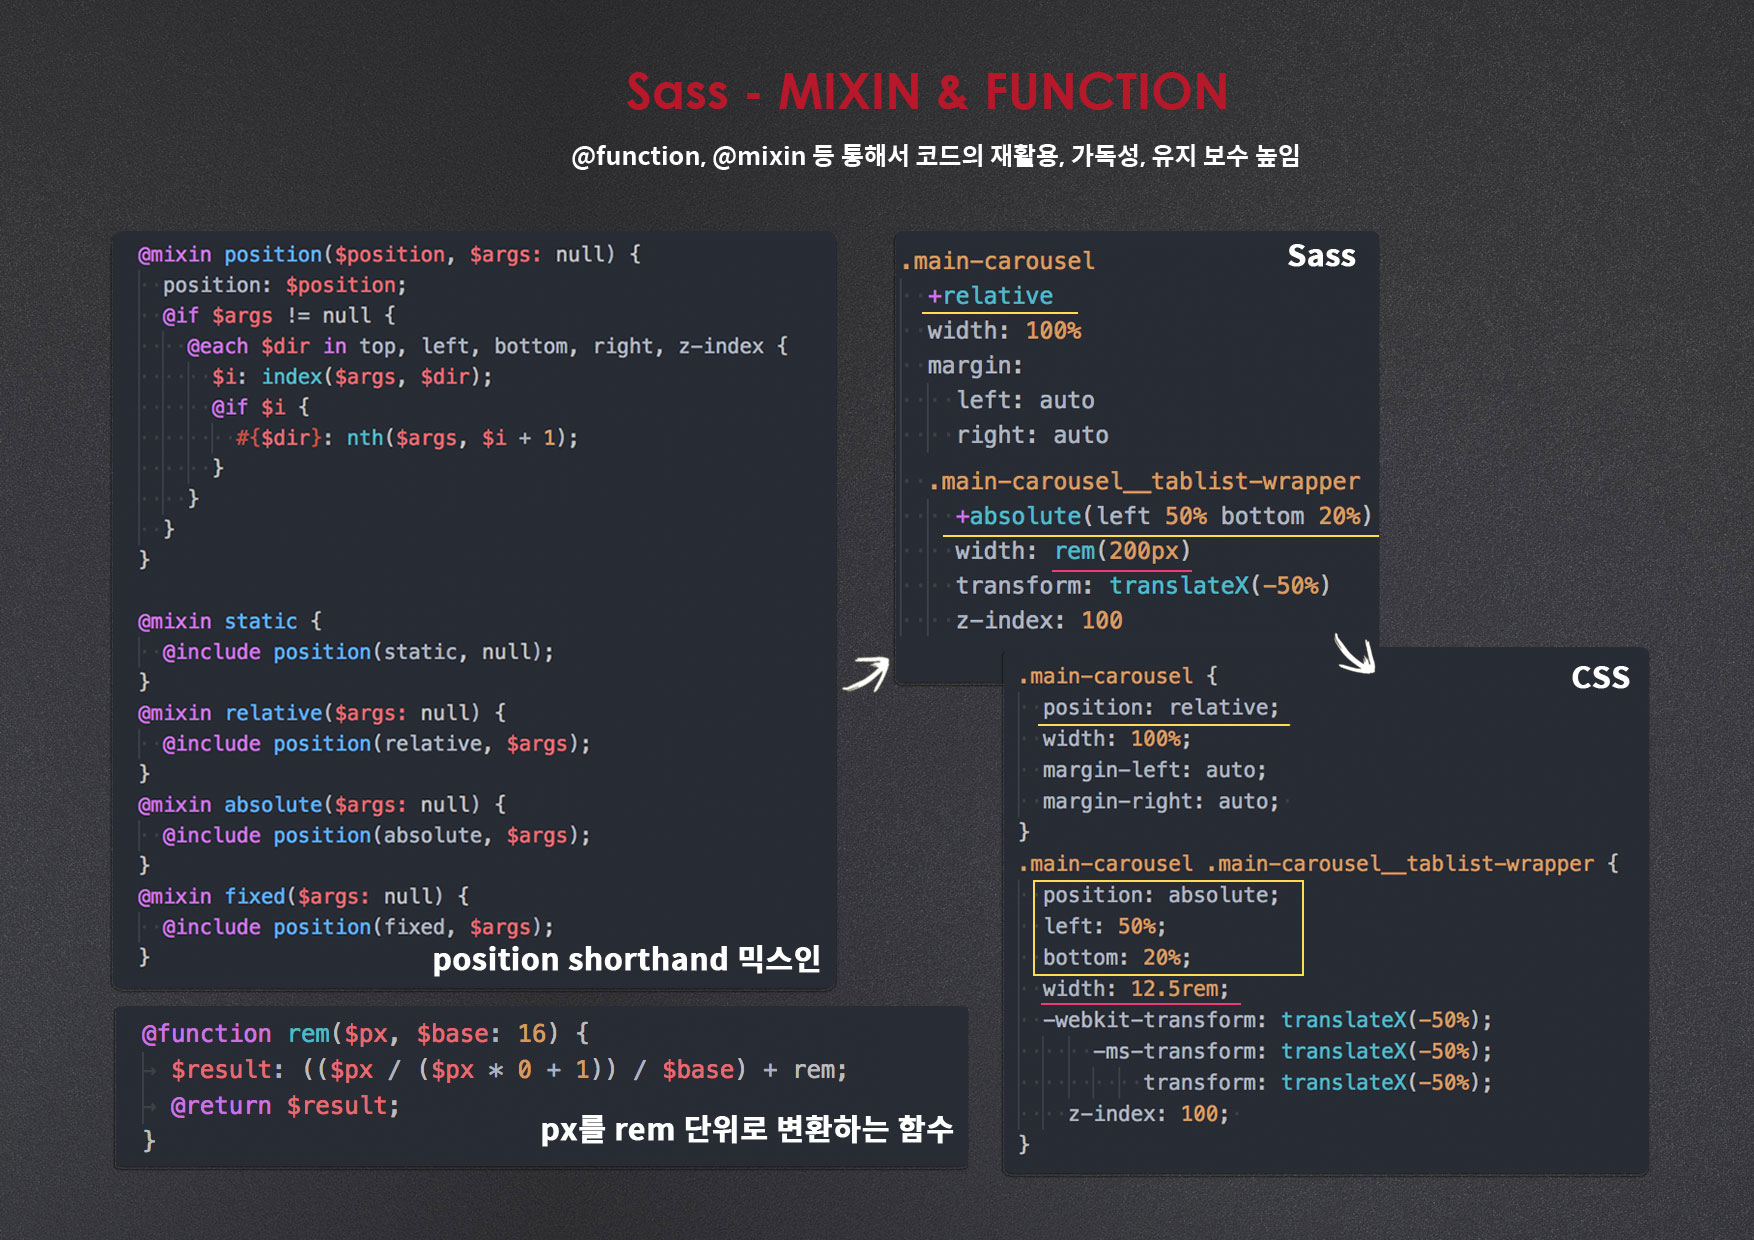 Sass - MIXIN & FUNCTION
@function, @mixin 등 통해서 코드의 재활용, 가독성, 유지 보수 높임
@mixin position($position, $args: null) {
position: $position;
@if $args != null {
@each $dir in top, left, bottom, right, z-index {
$i: index($args, $dir);
@if $i {
#{$dir}: nth($args, $i + 1);
}
}
}
}
@mixin static {
@include position(static, null);
}
@mixin relative($args: null) {
@include position(relative, $args);
}
@mixin absolute($args: null) {
@include position(absolute, $args);
}
@mixin fixed($args: null) {
@include position(fixed, $args);
}
position shorthand 믹스인
@function rem($px, $base: 16) {
$result: (($px / ($px * 0 + 1)) / $base) + rem;
@return $result;
}
px를 rem 단위로 변환하는 함수
Sass
.main-carousel
+relative
width: 100%
margin:
left: auto
right: auto
.main-carousel__tablist-wrapper
+absolute(left 50% bottom 20%)
width: rem(200px)
transform: translateX(-50%)
z-index: 100
CSS
.main-carousel {
position: relative;
width: 100%;
margin-left: auto;
margin-right: auto;
}
.main-carousel .main-carousel__tablist-wrapper {
position: absolute;
left: 50%;
bottom: 20%;
width: 12.5rem;
-webkit-transform: translateX(-50%);
-ms-transform: translateX(-50%);
transform: translateX(-50%);
z-index: 100;
}